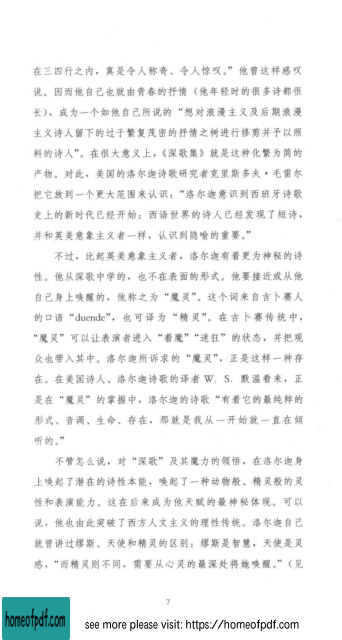 在三四行之内，真是令人称奇、令人惊叹。”他曾这样感叹
说。因而他自己也就由青春的抒情（他年轻时的很多诗都很
长），成为一个如他自己所说的“想对浪漫主义及后期浪漫
主义诗人留下的过于繁复茂密的抒情之树进行修剪并予以照
料的诗人”。在很大意义上，《深歌集》就是这种化繁为简的
产物。对此，美国的洛尔迦诗歌研究者克里斯多夫·毛雷尔
把它放到一个更大范围来认识：“洛尔迦意识到西班牙诗歌
史上的新时代已经开始；西语世界的诗人已经发现了短诗，
并和英美意象主义者一样，认识到隐喻的重要。”
不过，比起英美意象主义者，洛尔迦有着更为神秘的诗
性。他从深歌中学的，也不在表面的形式。他要接近或从他
自己身上唤醒的，他称之为“魔灵”。这个词来自吉卜赛人
的口语“duende”，也可译为“精灵”。在吉卜赛传统中，
“魔灵”可以让表演者进入“着魔”“迷狂”的状态，并把观
众也带入其中。洛尔迦所诉求的“魔灵”，正是这样一种存
在。在美国诗人、洛尔迦诗歌的译者 W. S. 默温看来，正
是在“魔灵”的掌握中，洛尔迦的诗歌“有着它的最纯粹的
形式、音调、生命、存在，那就是我从一开始就一直在倾
听的。”
不管怎么说，对“深歌”及其魔力的领悟，在洛尔迦身
上唤起了潜在的诗性本能，唤起了一种动物般、精灵般的灵
性和表演能力。这在后来成为他天赋的最神秘体现。可以
说，他也由此突破了西方人文主义的理性传统。洛尔迦自己
就曾讲过缪斯、天使和精灵的区别：缪斯是智慧，天使是灵
感，“而精灵则不同，需要从心灵的最深处将她唤醒。”（见
7
homeofpdf.com
see more please visit: https://homeofpdf.com